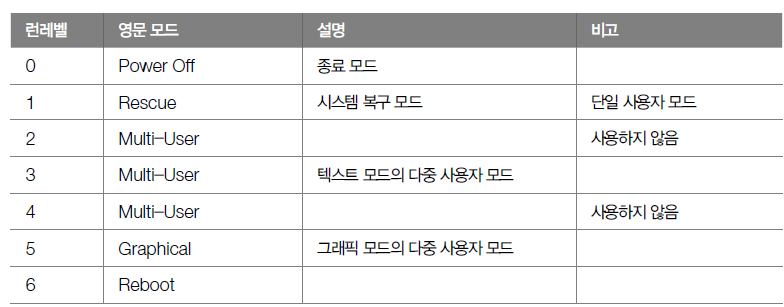 런레벨 영문 모드 설명 비고
0 Power Off 종료 모드
1 Rescue 시스템 복구 모드 단일 사용자 모드
2 Multi-User 사용하지 않음
3 Multi-User 텍스트 모드의 다중 사용자 모드
4 Multi-User 사용하지 않음
5 Graphical 그래픽 모드의 다중 사용자 모드
6 Reboot